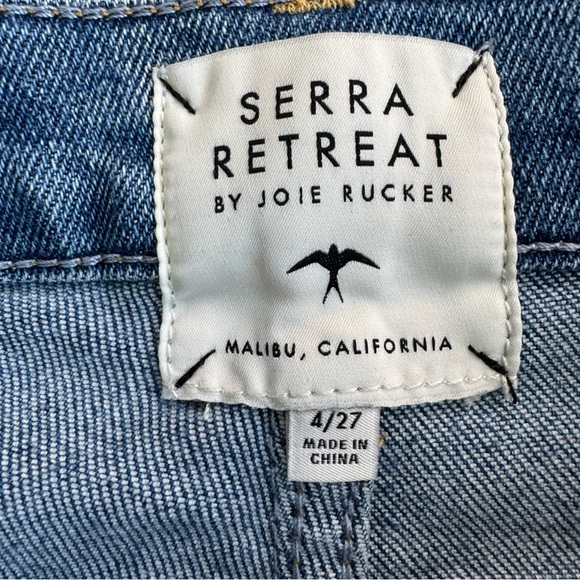 SERRA
RETREAT
BY JOIE RUCKER
MALIBU, CALIFORNIA
4/27
MADE IN
CHINA